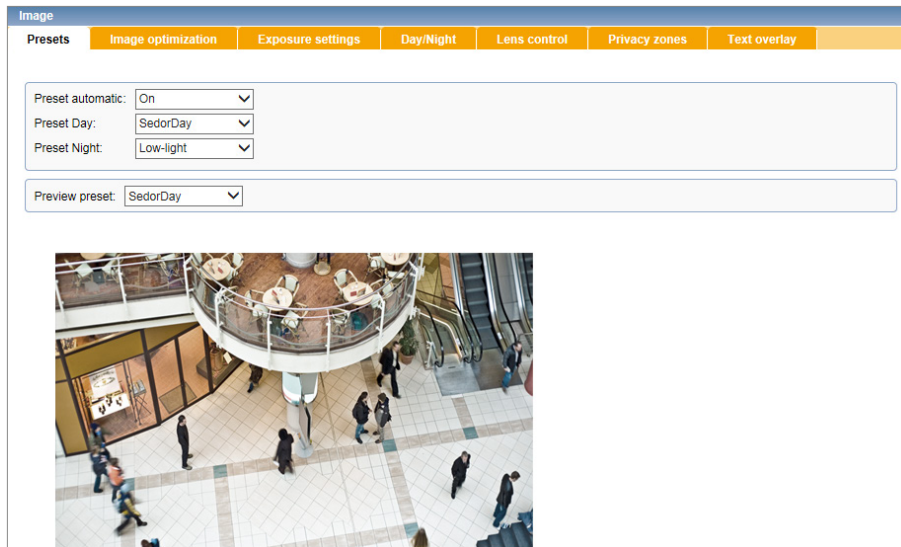 Image
Presets Image optimization Exposure settings Day/Night Lens control Privacy zones Text overlay
Preset automatic: On
Preset Day: SedorDay
Preset Night: Low-light
Preview preset: SedorDay